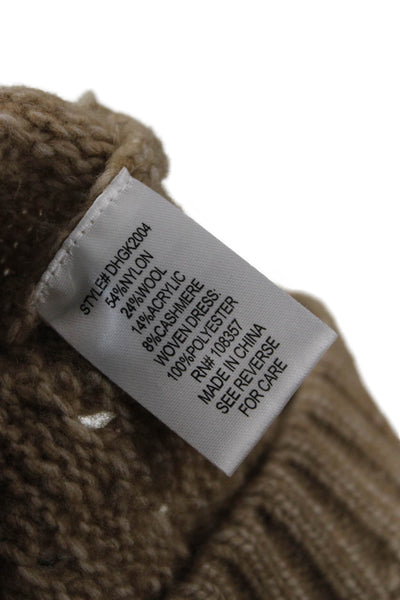 STYLE# DHGK2004
54%NYLON
24%WOOL
14%ACRYLIC
8%CASHMERE
WOVEN DRESS:
100%POLYESTER
RN# 108357
MADE IN CHINA
SEE REVERSE
FOR CARE